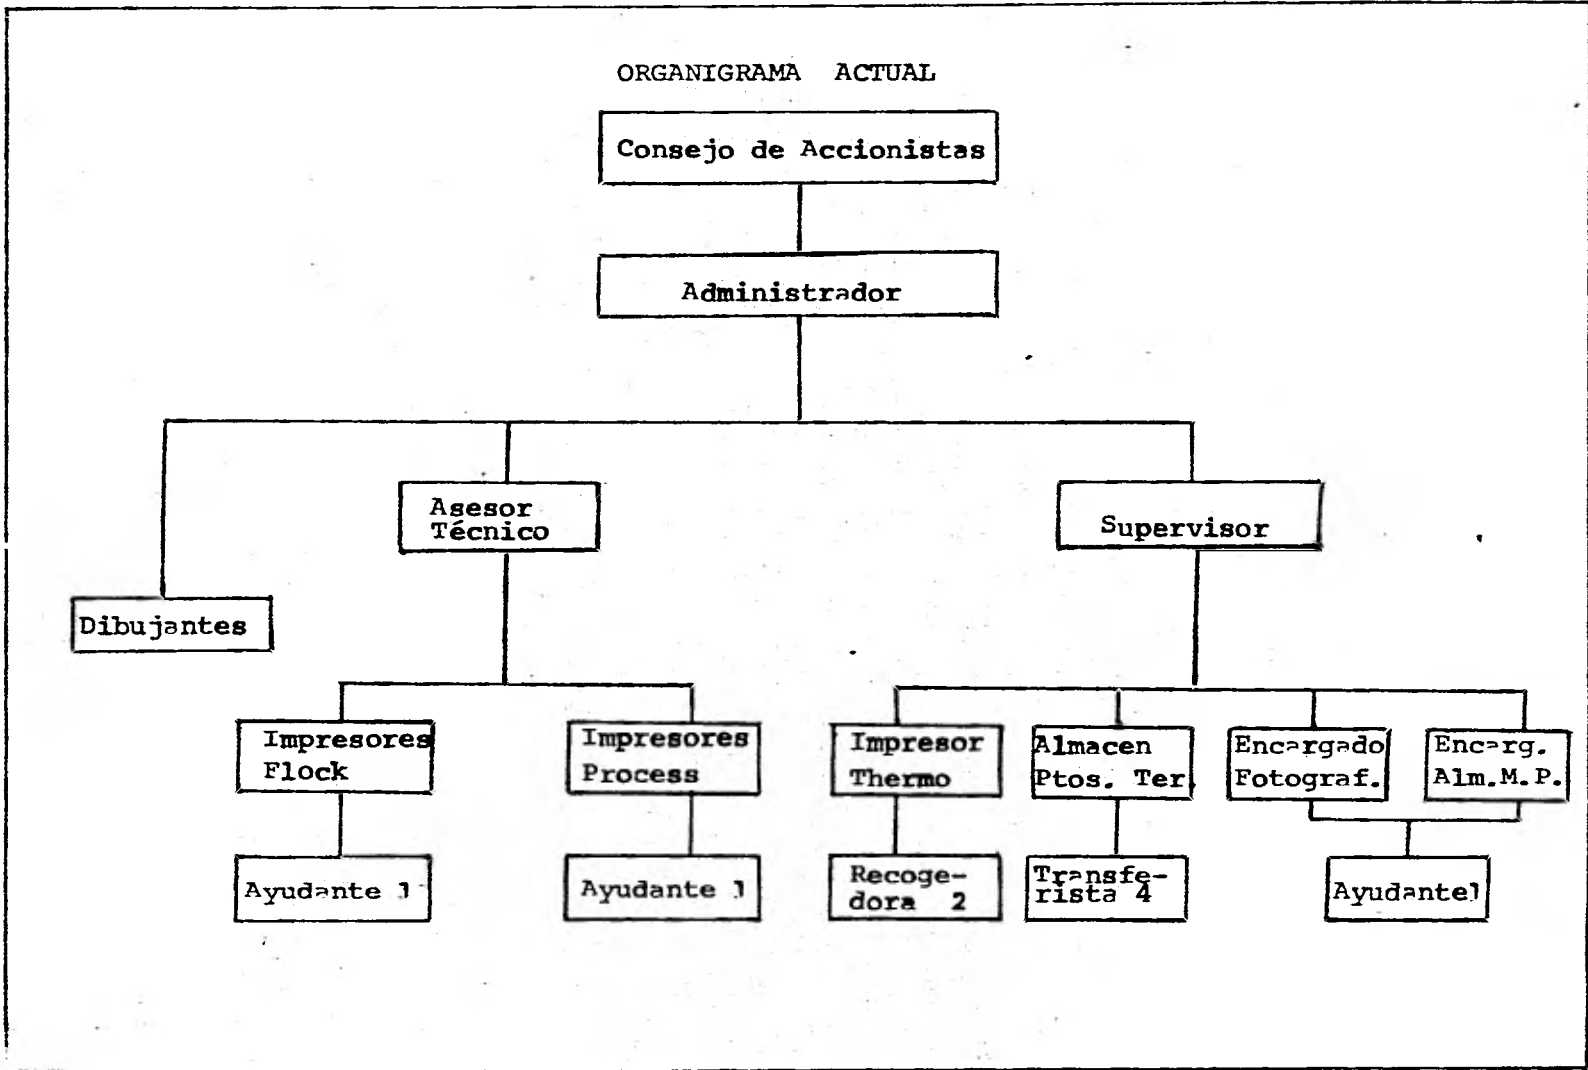 ORGANIGRAMA ACTUAL
Consejo de Accionistas
Administrador
Asesor
Técnico
Supervisor
Dibujantes
Impresores
Flock
Impresores
Process
Impresor
Thermo
Almacen
Ptos. Ter.
Encargado
Fotograf.
Encarg.
Alm.M.P.
Ayudante 1
Ayudante 1
Recoge-
dora 2
Transfe-
rista 4
Ayudante1